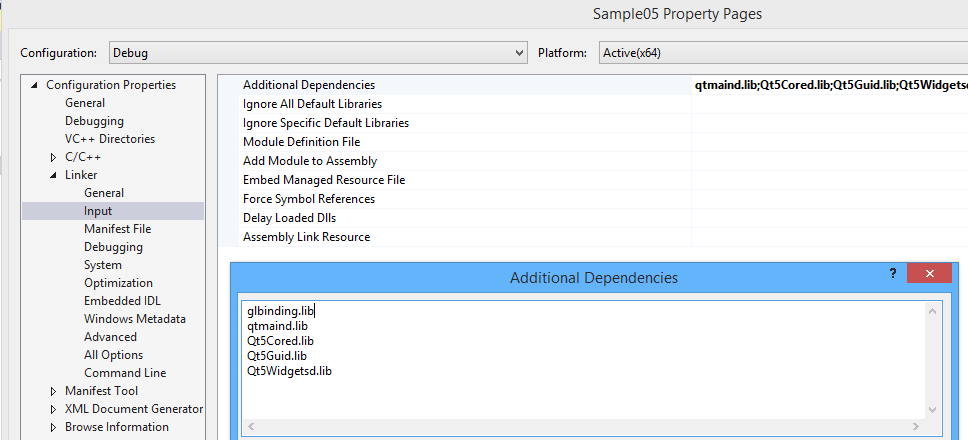 Sample05 Property Pages
Configuration: Debug Platform: Active(x64)
Configuration Properties
General
Debugging
VC++ Directories
C/C++
Linker
General
Input
Manifest File
Debugging
System
Optimization
Embedded IDL
Windows Metadata
Advanced
All Options
Command Line
Manifest Tool
XML Document Generator
Browse Information
Additional Dependencies qtmaind.lib;Qt5Cored.lib;Qt5Guid.lib;Qt5Widgetsd
Ignore All Default Libraries
Ignore Specific Default Libraries
Module Definition File
Add Module to Assembly
Embed Managed Resource File
Force Symbol References
Delay Loaded Dlls
Assembly Link Resource
Additional Dependencies
?
glbinding.lib
qtmaind.lib
Qt5Cored.lib
Qt5Guid.lib
Qt5Widgetsd.lib